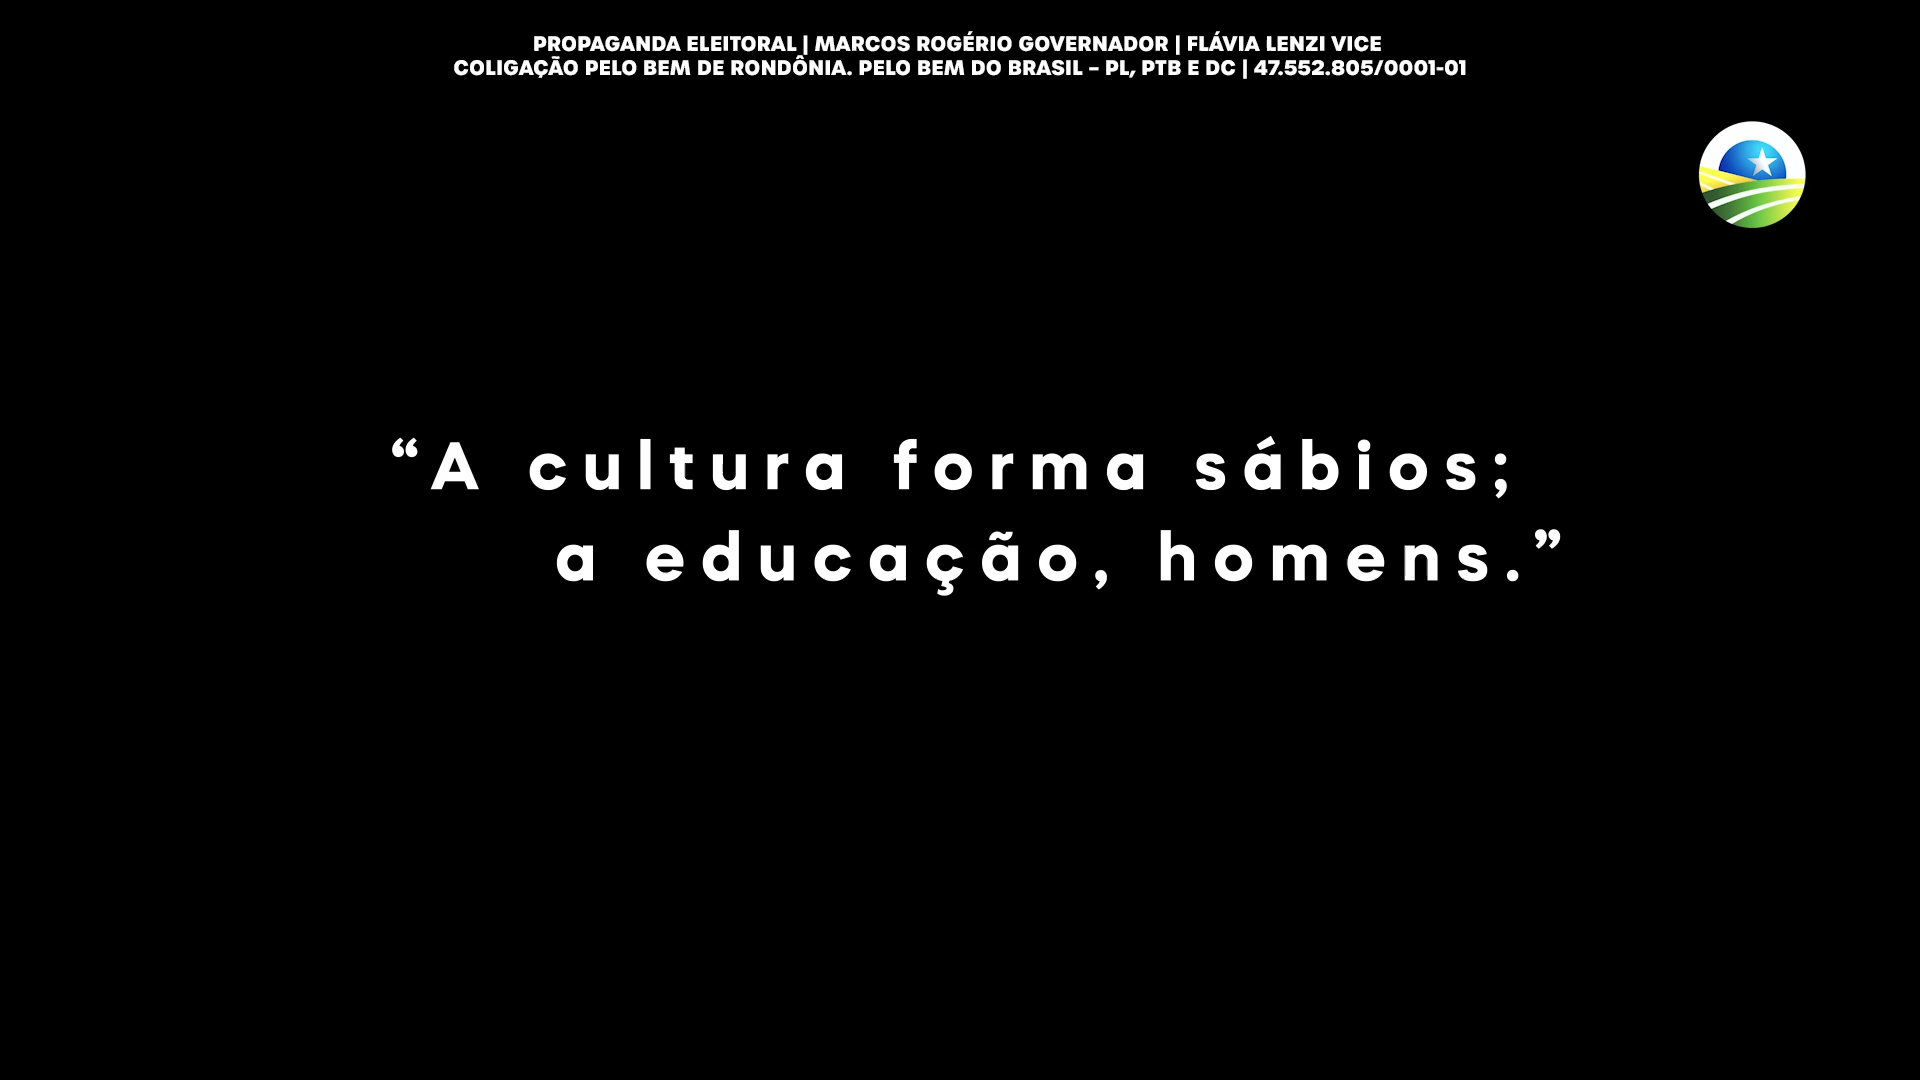 PROPAGANDA ELEITORAL | MARCOS ROGÉRIO GOVERNADOR | FLÁVIA LENZI VICE
COLIGAÇÃO PELO BEM DE RONDÔNIA. PELO BEM DO BRASIL – PL, PTB E DC | 47.552.805/0001-01
“A cultura forma sábios;
a educação, homens.”